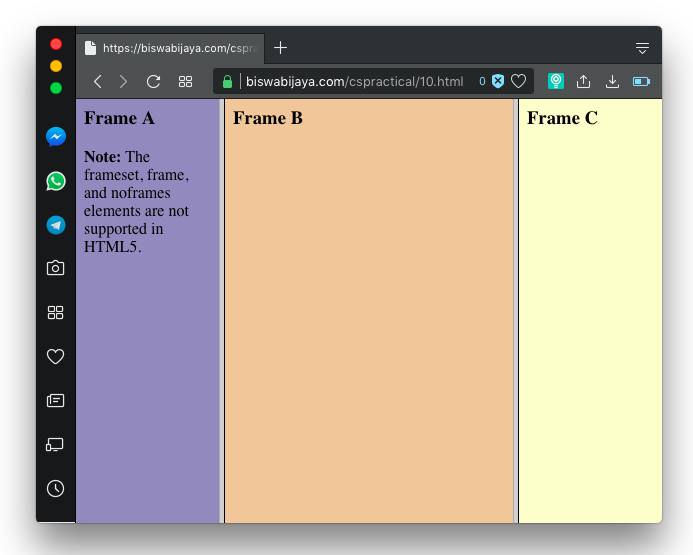 https://biswabijaya.com/cspra
biswabijaya.com/cspractical/10.html 0
Frame A
Note: The
frameset, frame,
and noframes
elements are not
supported in
HTML5.
Frame B
Frame C